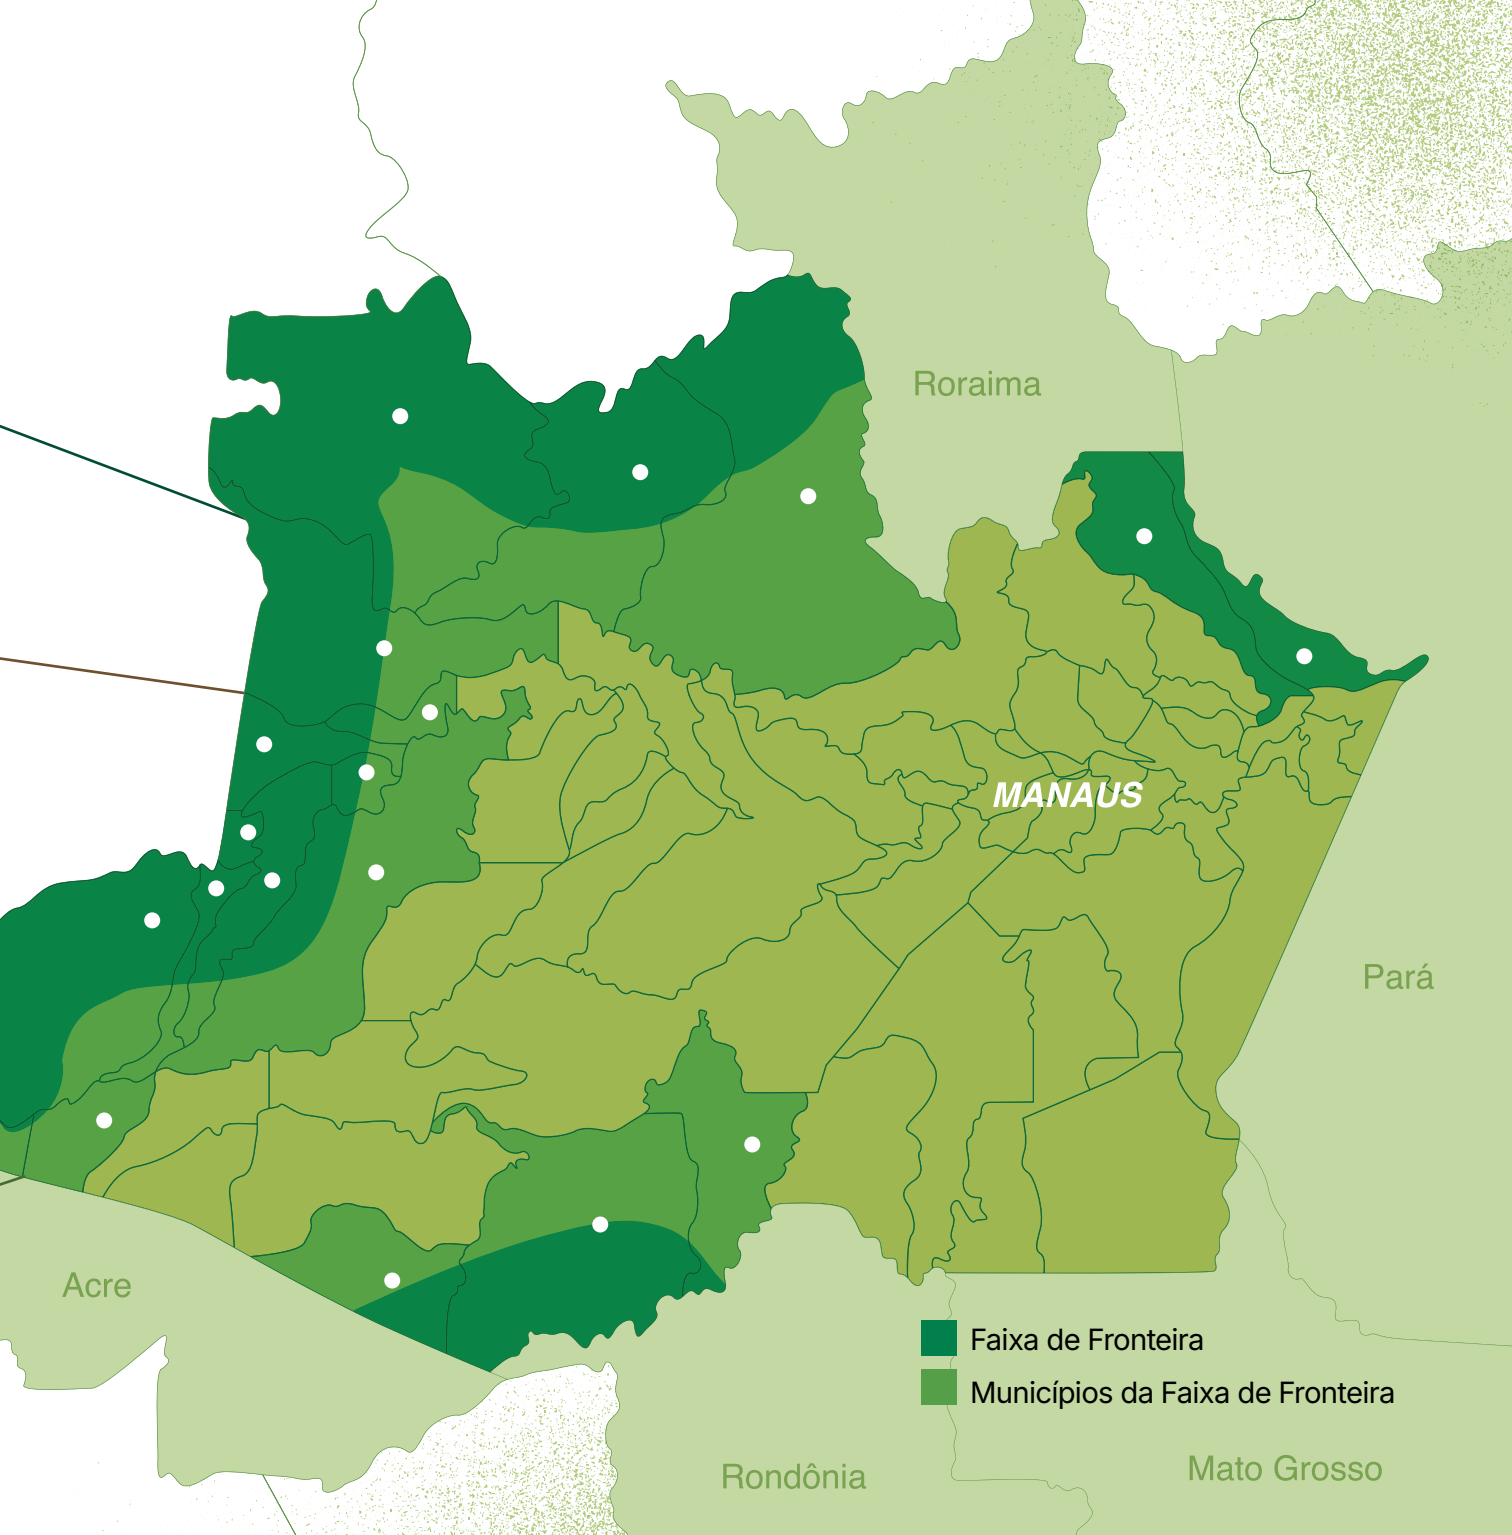 Roraima
MANAUS
Pará
Acre
Faixa de Fronteira
Municípios da Faixa de Fronteira
Rondônia
Mato Grosso